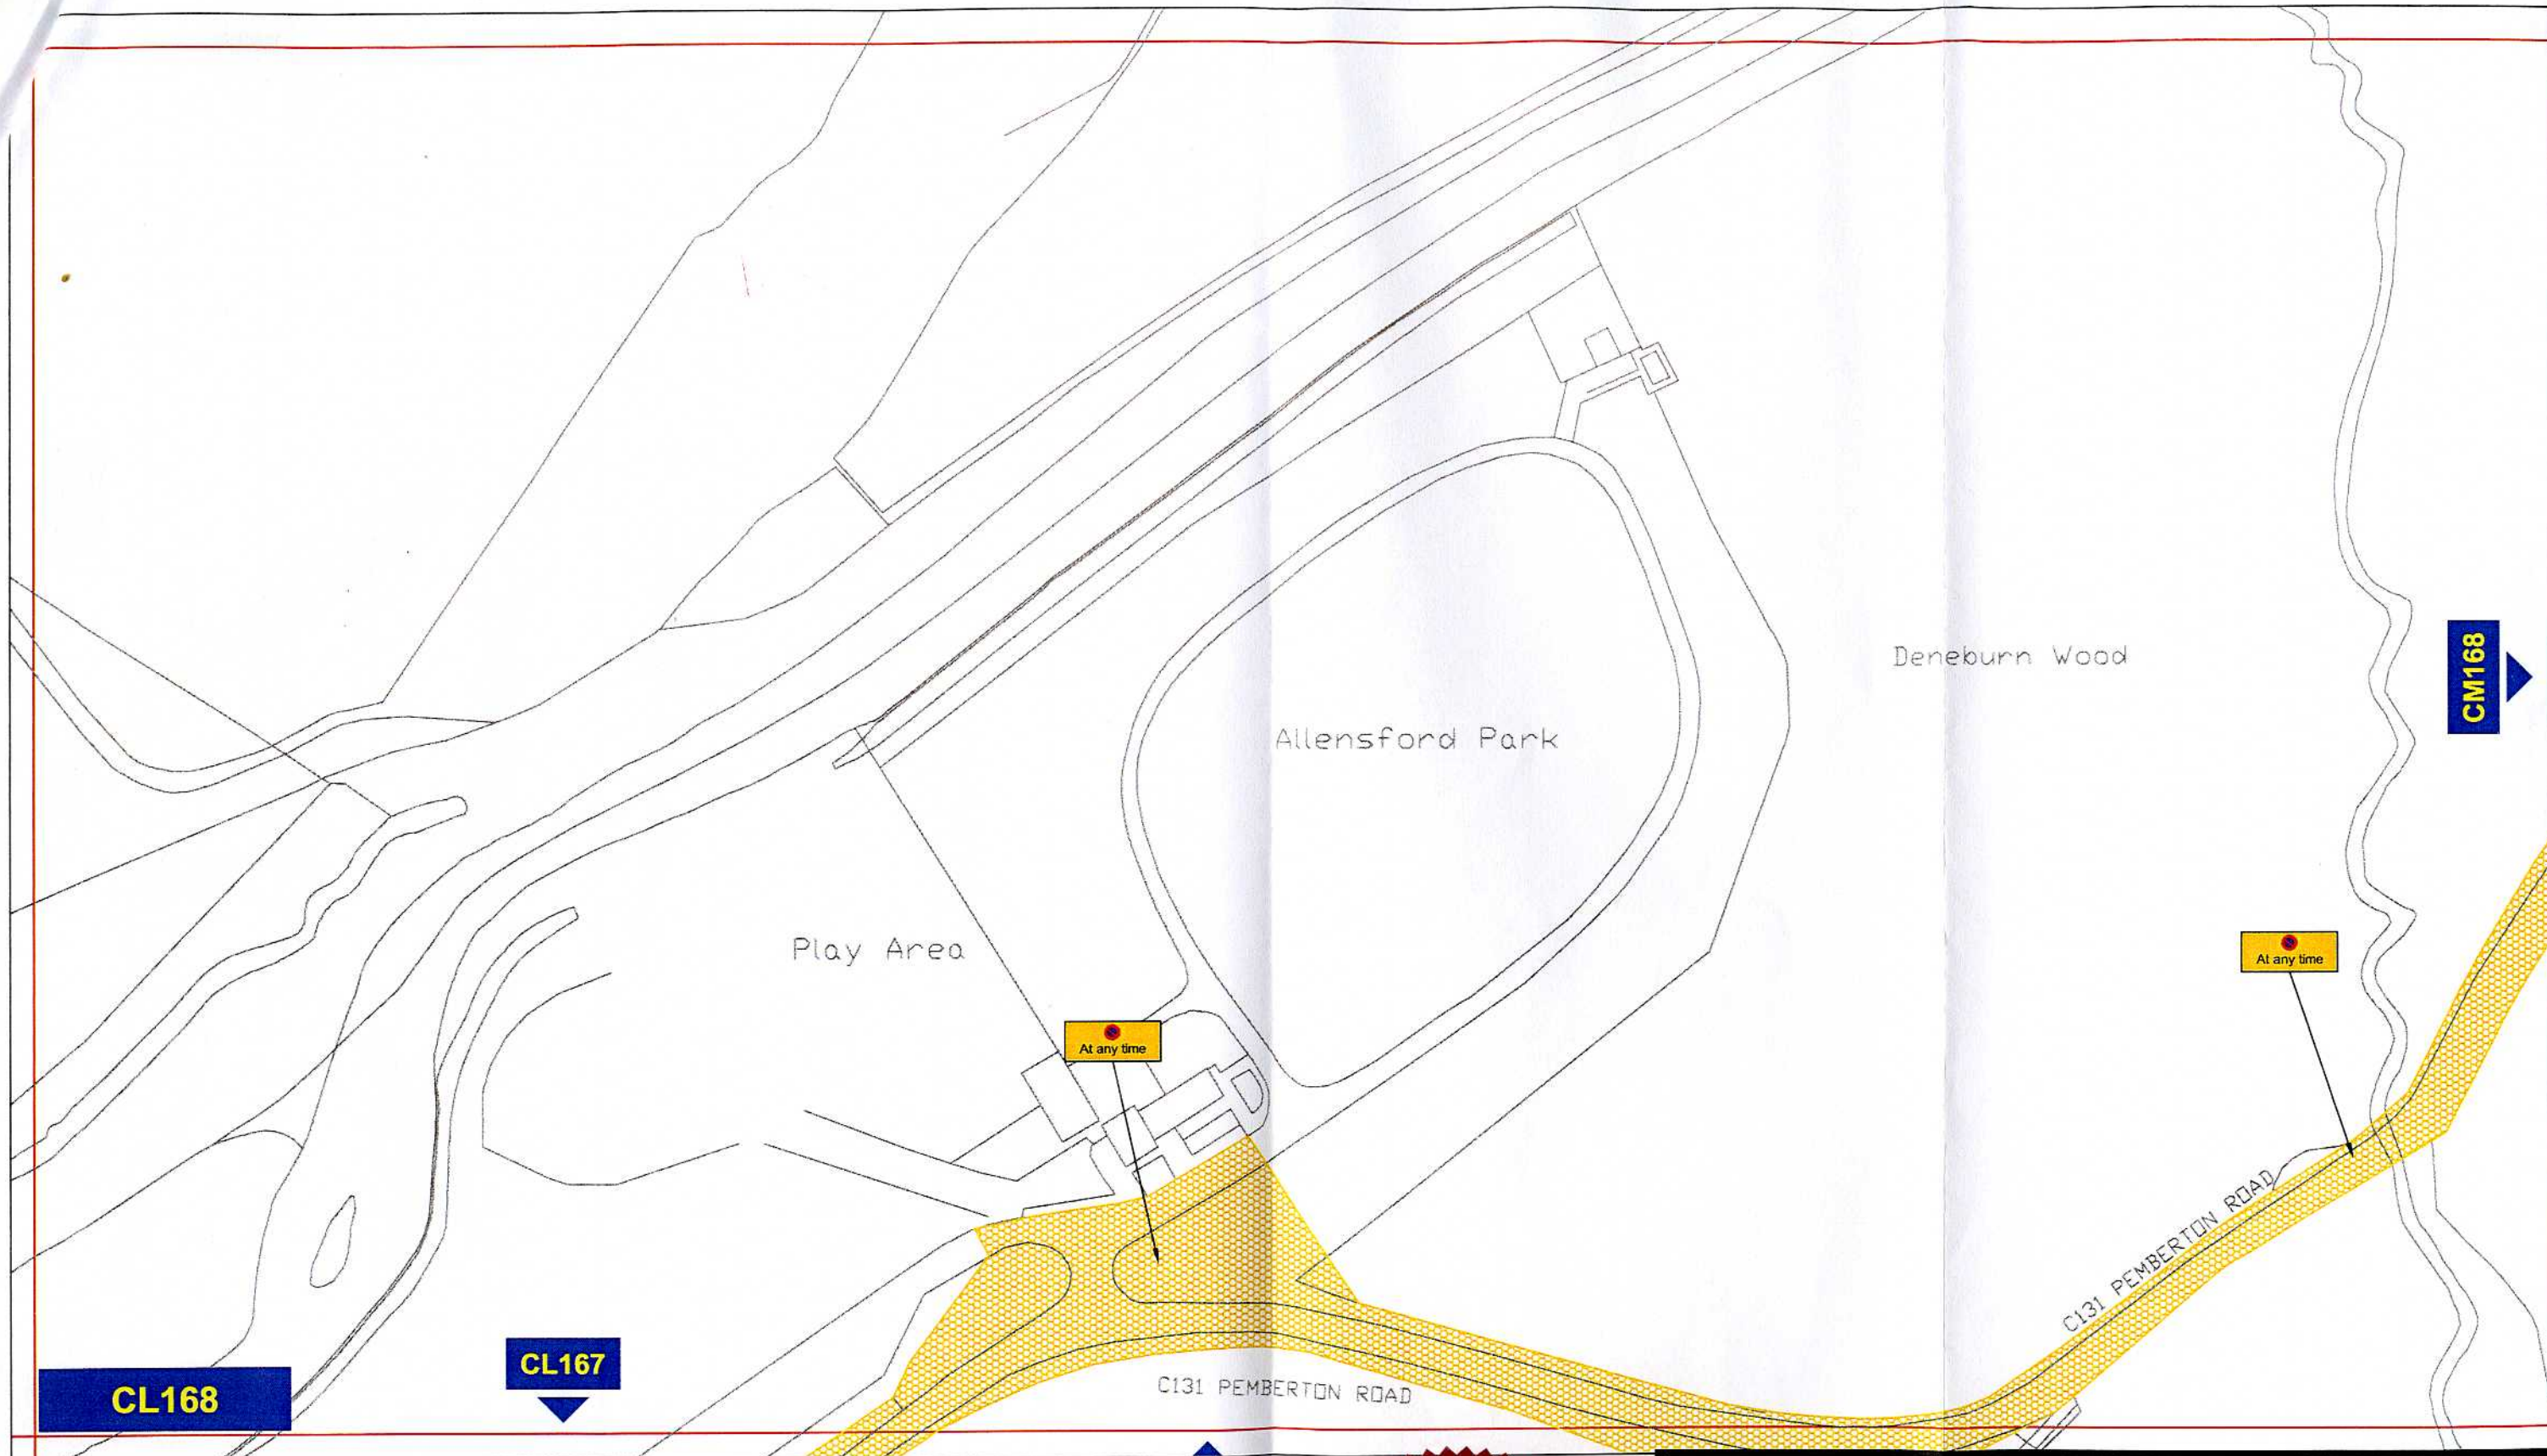 Deneburn Wood
CM168
Allensford Park
Play Area
At any time
At any time
C131 PEMBERTON ROAD
CL167
C131 PEMBERTON ROAD
CL168